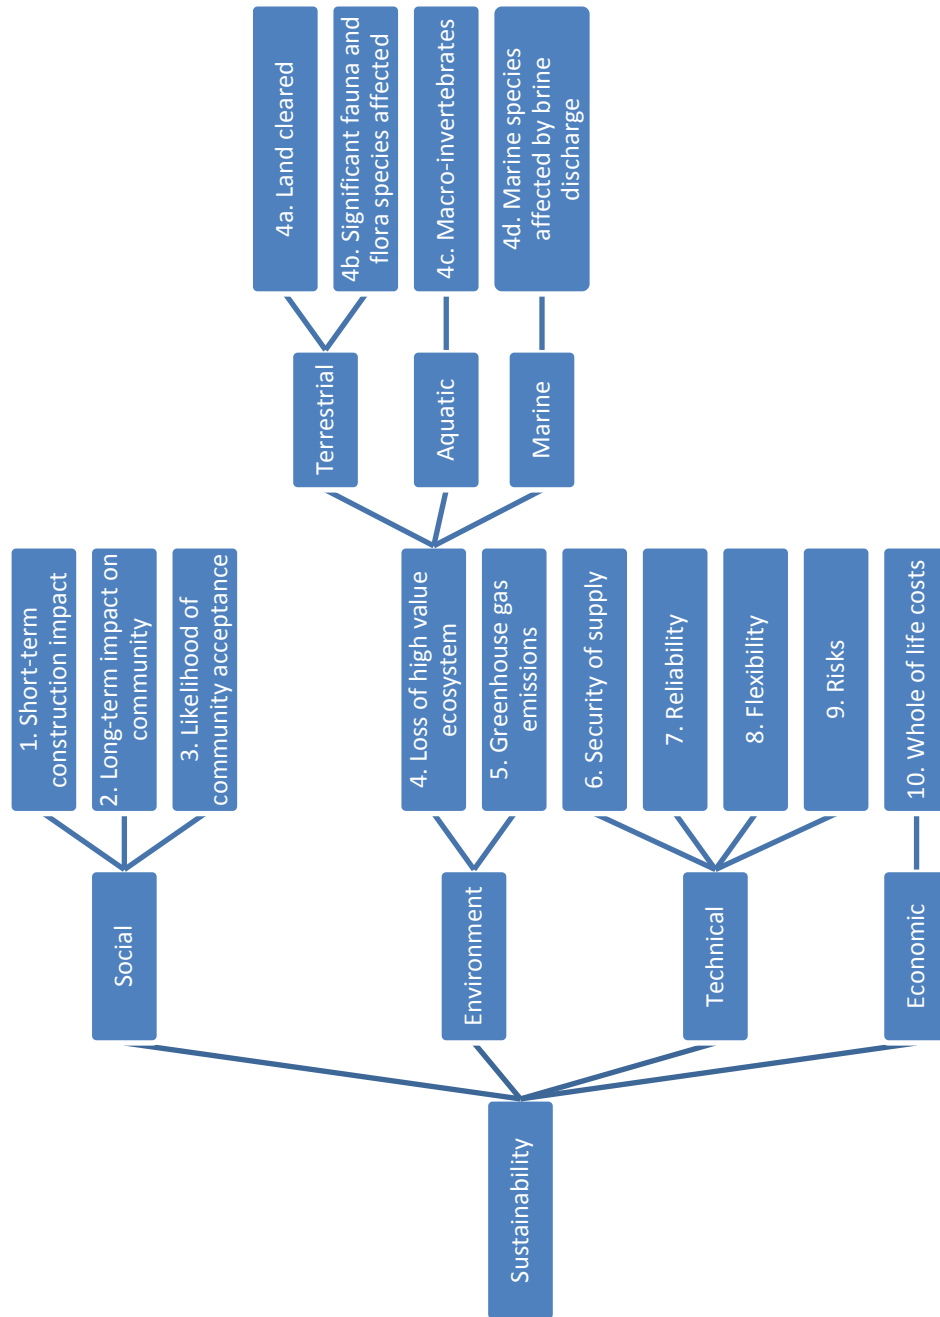 Sustainability
Social
1. Short-term
construction impact
2. Long-term impact on
community
3. Likelihood of
community acceptance
Environment
4. Loss of high value
ecosystem
Terrestrial
4a. Land cleared
4b. Significant fauna and
flora species affected
Aquatic
4c. Macro-invertebrates
Marine
4d. Marine species
affected by brine
discharge
5. Greenhouse gas
emissions
Technical
6. Security of supply
7. Reliability
8. Flexibility
9. Risks
Economic
10. Whole of life costs